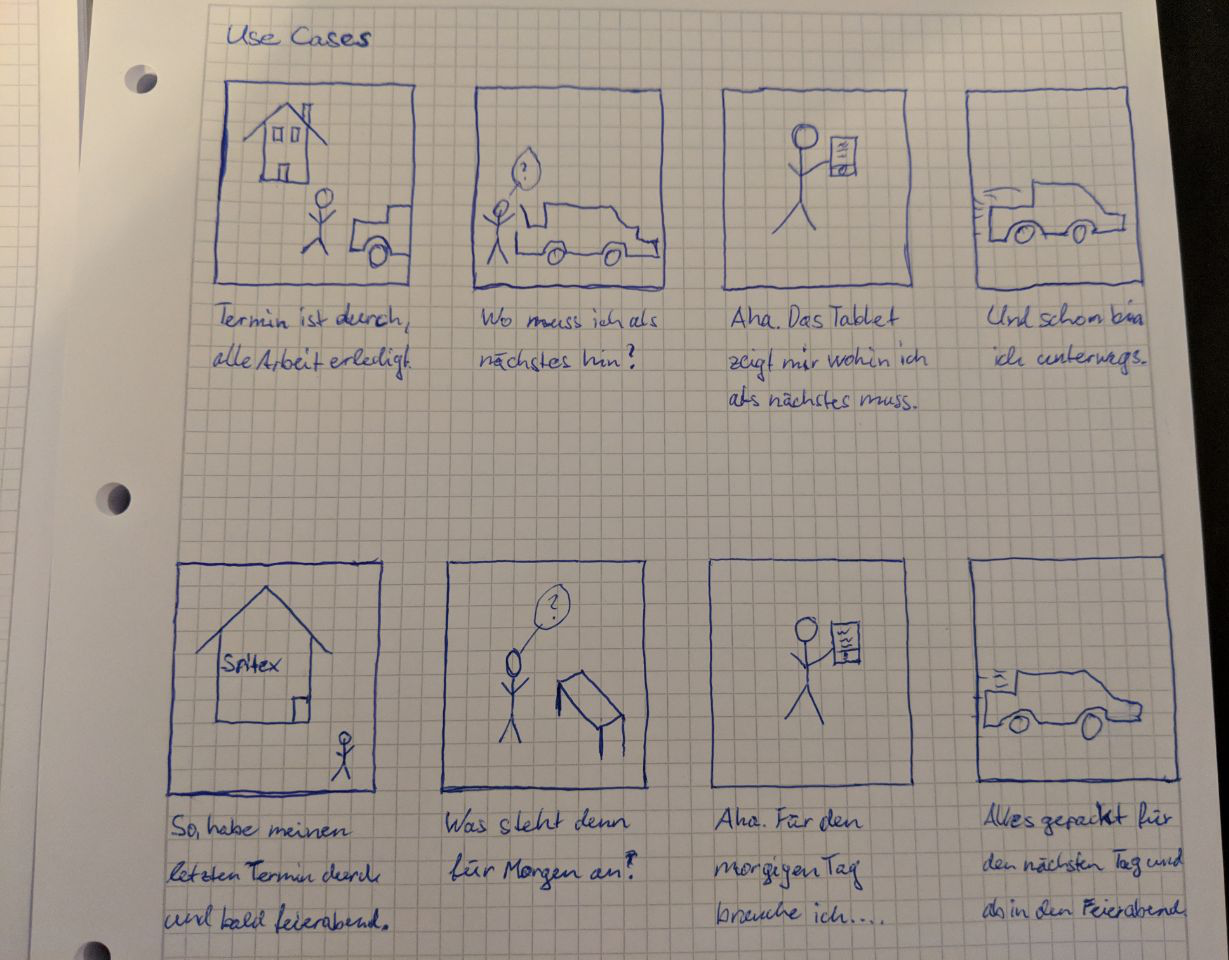 Use Cases
?
Termin ist durch,
alle Arbeit erledigt.
Wo muss ich als
nächstes hin?
Aha. Das Tablet
zeigt mir wohin ich
als nächstes muss.
Und schon bin
ich unterwegs.
Spitex
?
So, habe meinen
letzten Termin durch
und bald feierabend.
Was steht denn
für Morgen an?
Aha. Für den
morgigen Tag
brauche ich....
Alles gepackt für
den nächsten Tag und
ab in den Feierabend.